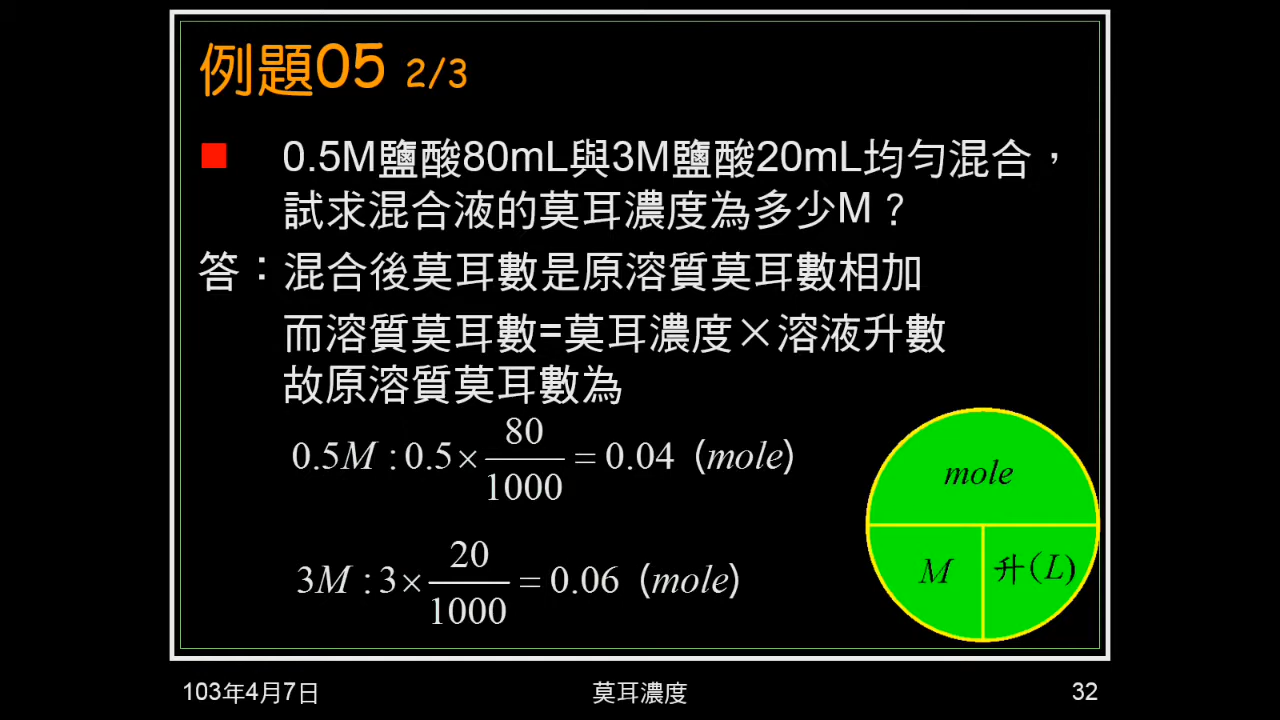 例題05 2/3
0.5M鹽酸80mL與3M鹽酸20mL均勻混合，
試求混合液的莫耳濃度為多少M？
答：混合後莫耳數是原溶質莫耳數相加
而溶質莫耳數=莫耳濃度×溶液升數
故原溶質莫耳數為
0.5M : 0.5 × 80/1000 = 0.04 (mole)
3M : 3 × 20/1000 = 0.06 (mole)
mole
M 升(L)
103年4月7日 莫耳濃度 32